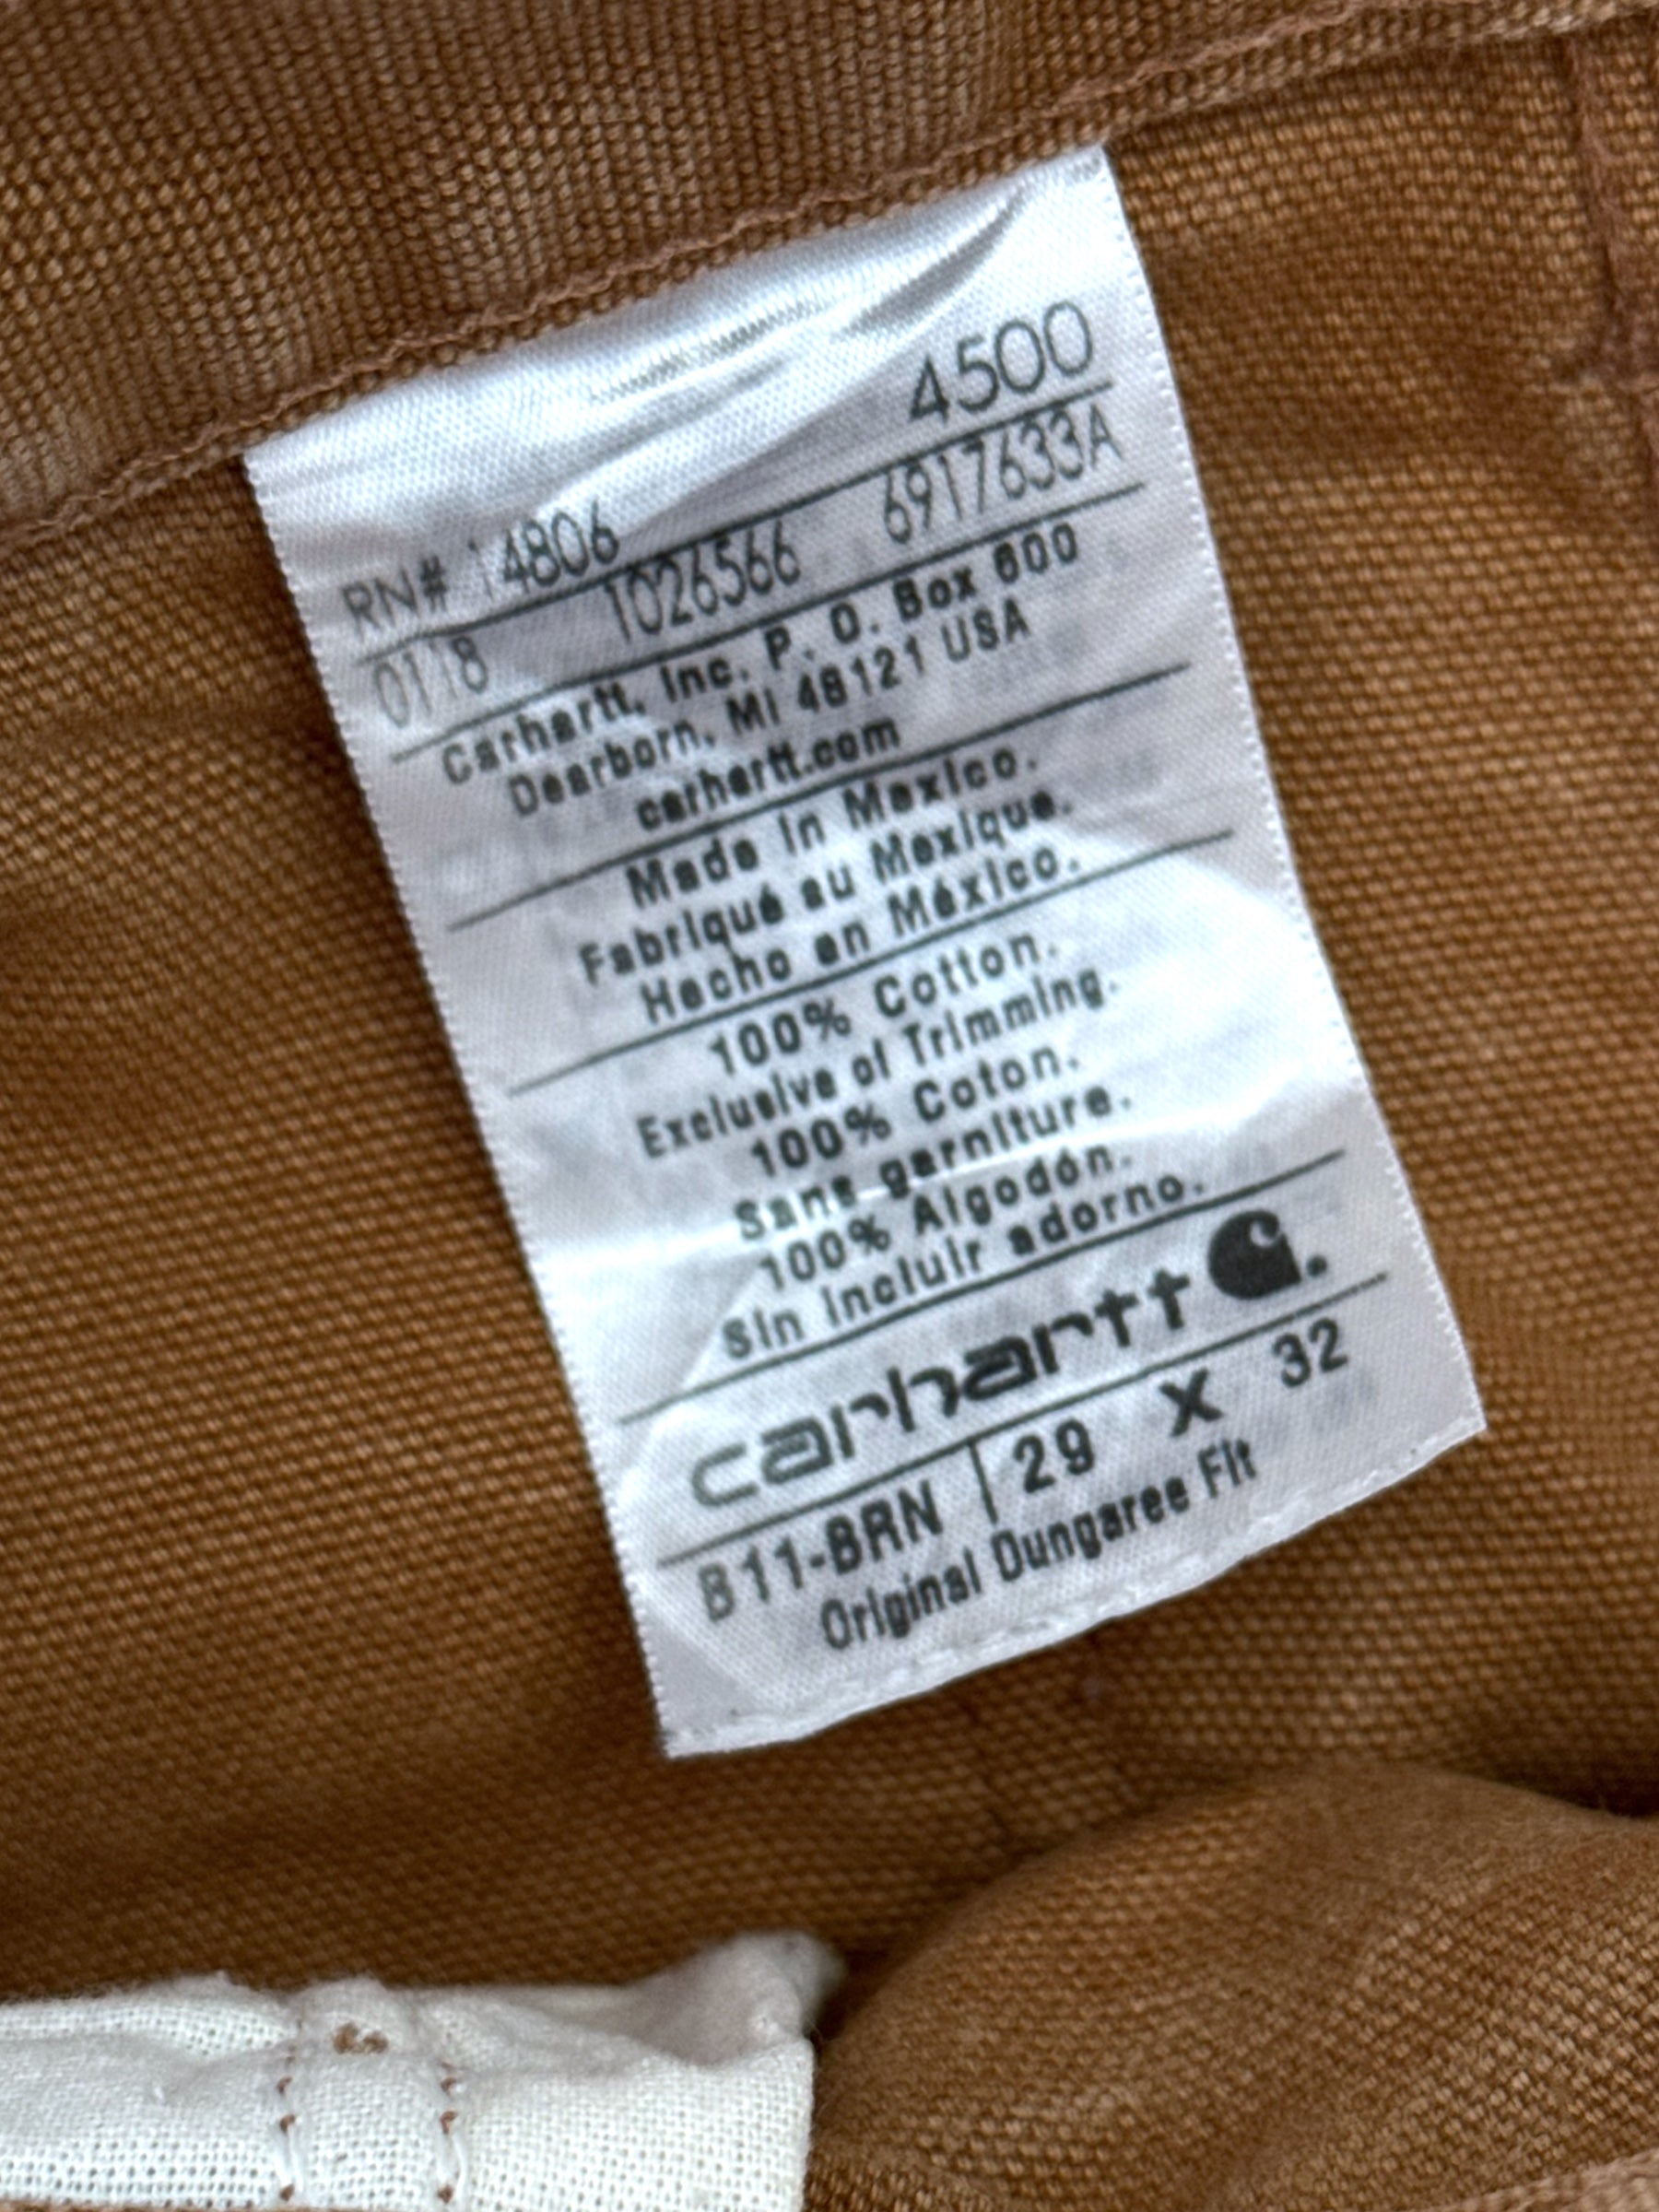 4500
RN# 14806
0118 1026566 6917633A
Carhartt, Inc. P. O. Box 600
Dearborn, MI 48121 USA
carhartt.com
Made in Mexico.
Fabriqué au Mexique.
Hecho en México.
100% Cotton.
Exclusive of Trimming.
100% Coton.
Sans garniture.
100% Algodón.
Sin incluir adorno.
carhartt
B11-BRN 29 X 32
Original Dungaree Fit